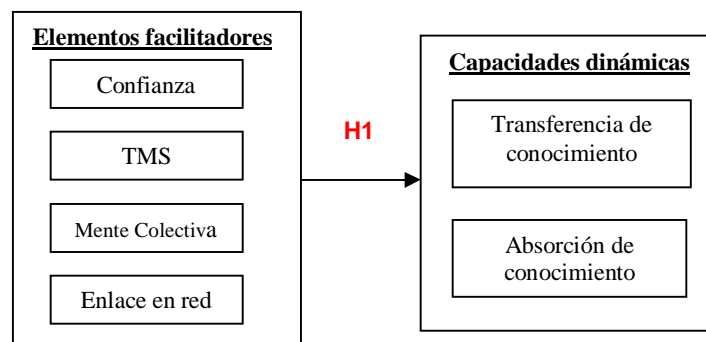 Elementos facilitadores
Confianza
TMS
Mente Colectiva
Enlace en red
H1
Capacidades dinámicas
Transferencia de
conocimiento
Absorción de
conocimiento